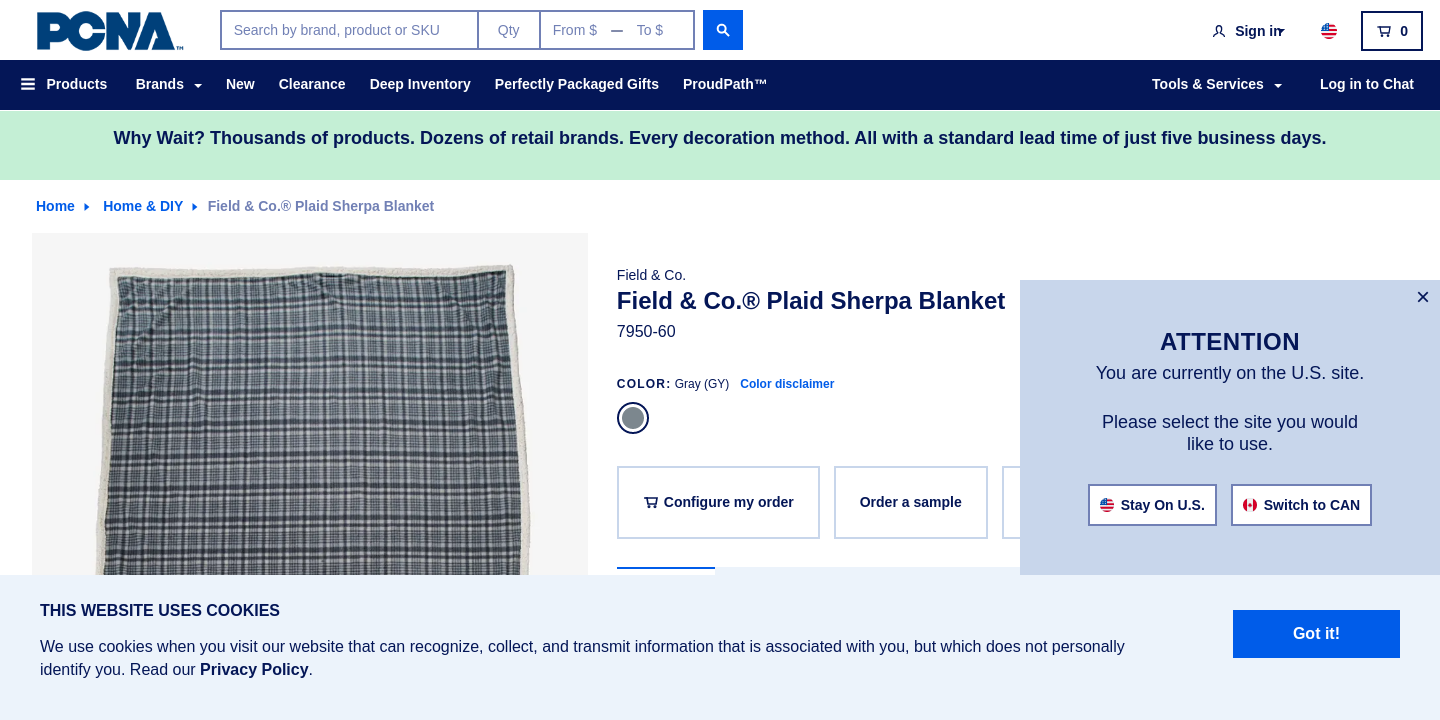 PCNA™
Search by brand, product or SKU
Qty
From $ — To $
Sign in
0
Products
Brands
New
Clearance
Deep Inventory
Perfectly Packaged Gifts
ProudPath™
Tools & Services
Log in to Chat
Why Wait? Thousands of products. Dozens of retail brands. Every decoration method. All with a standard lead time of just five business days.
Home
Home & DIY
Field & Co.® Plaid Sherpa Blanket
Field & Co.
Field & Co.® Plaid Sherpa Blanket
7950-60
COLOR: Gray (GY) Color disclaimer
Configure my order
Order a sample
×
ATTENTION
You are currently on the U.S. site.
Please select the site you would
like to use.
Stay On U.S.
Switch to CAN
THIS WEBSITE USES COOKIES
We use cookies when you visit our website that can recognize, collect, and transmit information that is associated with you, but which does not personally
identify you. Read our Privacy Policy.
Got it!